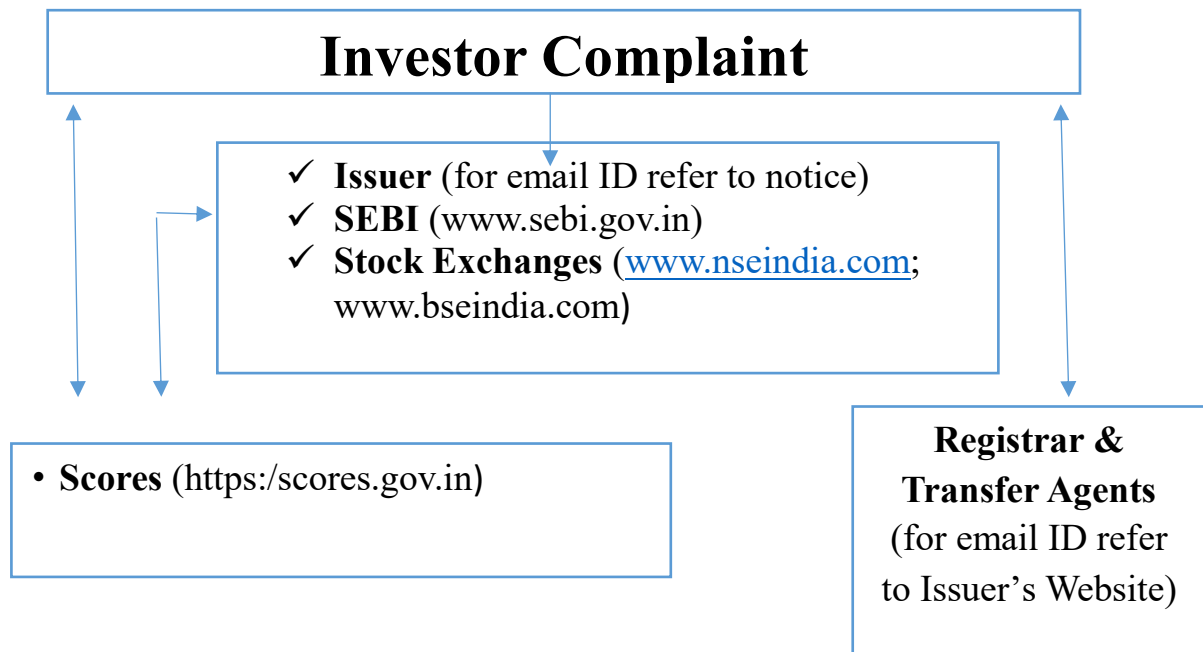 Investor Complaint
✓ Issuer (for email ID refer to notice)
✓ SEBI (www.sebi.gov.in)
✓ Stock Exchanges (www.nseindia.com;
www.bseindia.com)
• Scores (https:/scores.gov.in)
Registrar &
Transfer Agents
(for email ID refer
to Issuer’s Website)